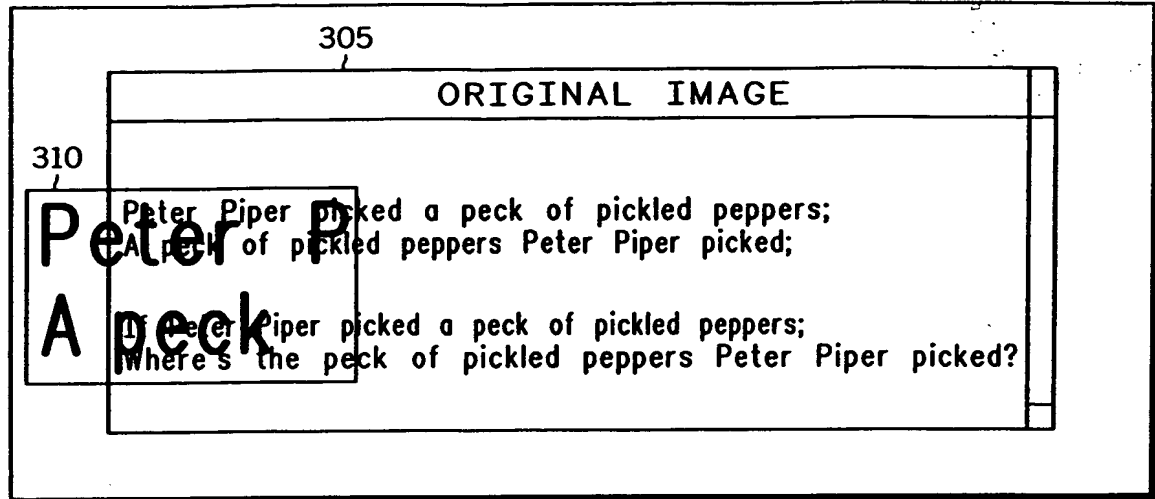 305
ORIGINAL IMAGE
310
Peter Piper picked a peck of pickled peppers;
A peck of pickled peppers Peter Piper picked;
If Peter Piper picked a peck of pickled peppers;
Where's the peck of pickled peppers Peter Piper picked?
Peter P
A peck